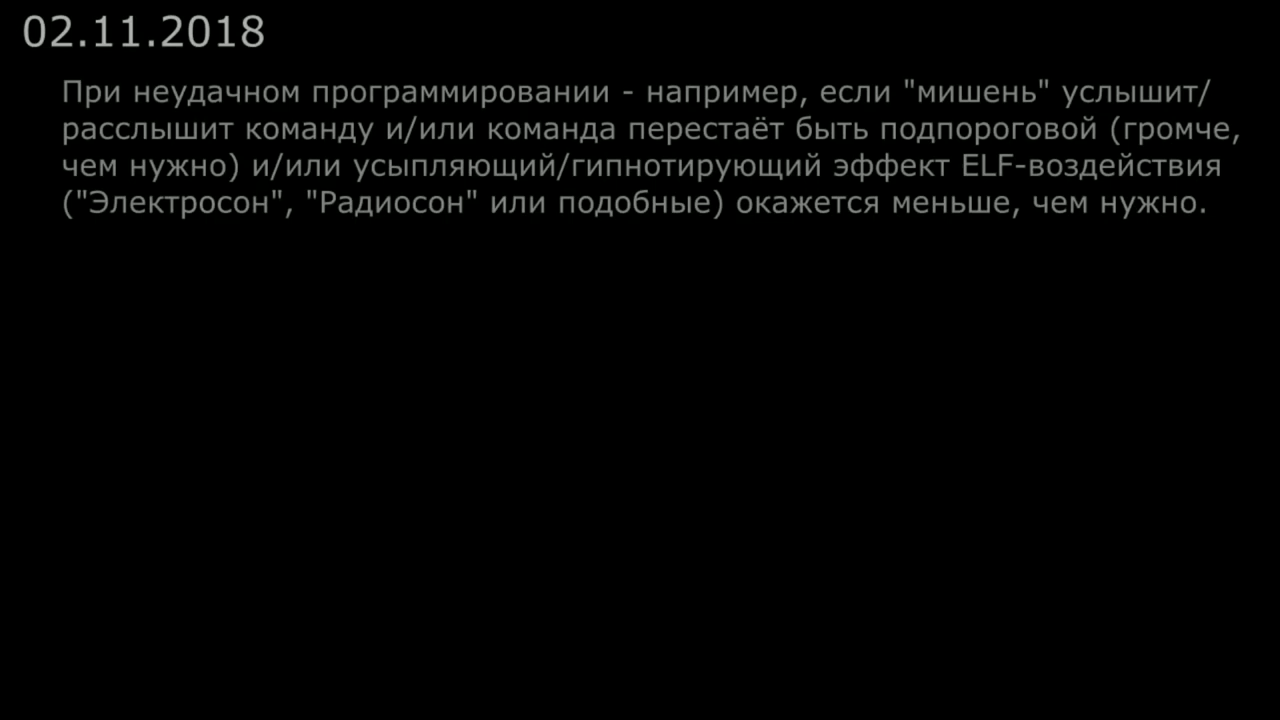 02.11.2018
При неудачном программировании - например, если "мишень" услышит/
расслышит команду и/или команда перестаёт быть подпороговой (громче,
чем нужно) и/или усыпляющий/гипнотирующий эффект ELF-воздействия
("Электросон", "Радиосон" или подобные) окажется меньше, чем нужно.